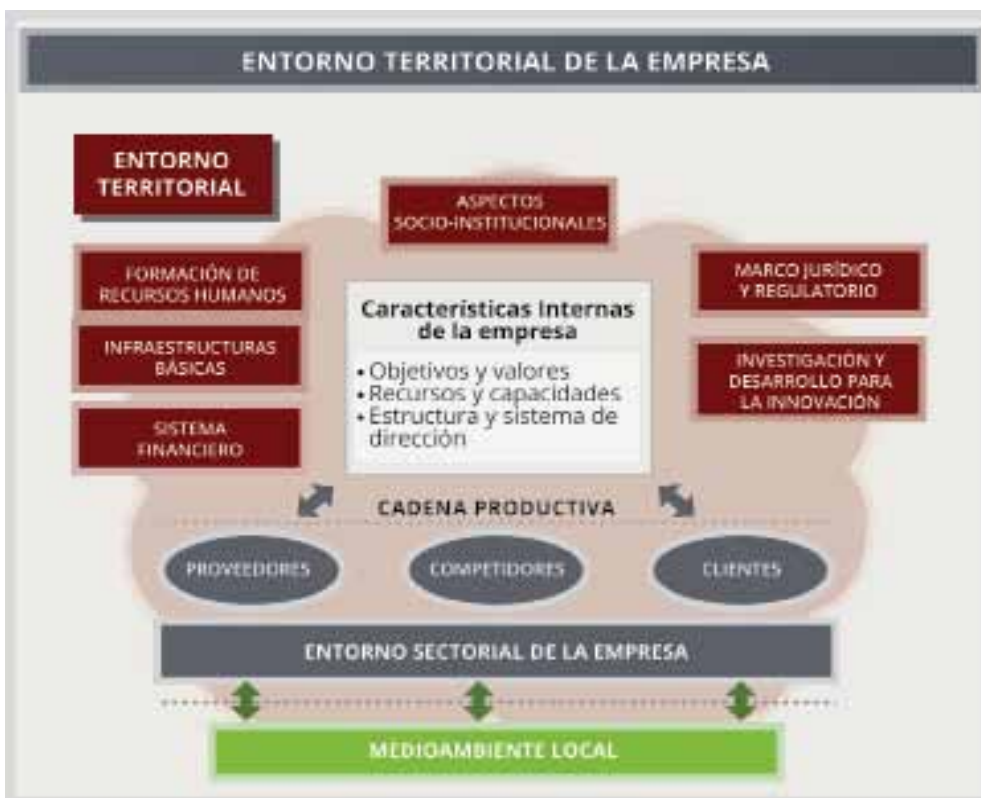 ENTORNO TERRITORIAL DE LA EMPRESA
ENTORNO
TERRITORIAL
ASPECTOS
SOCIO-INSTITUCIONALES
FORMACIÓN DE
RECURSOS HUMANOS
INFRAESTRUCTURAS
BÁSICAS
SISTEMA
FINANCIERO
Características Internas
de la empresa
• Objetivos y valores
• Recursos y capacidades
• Estructura y sistema de
dirección
MARCO JURÍDICO
Y REGULATORIO
INVESTIGACIÓN Y
DESARROLLO PARA
LA INNOVACIÓN
CADENA PRODUCTIVA
PROVEEDORES
COMPETIDORES
CLIENTES
ENTORNO SECTORIAL DE LA EMPRESA
MEDIOAMBIENTE LOCAL